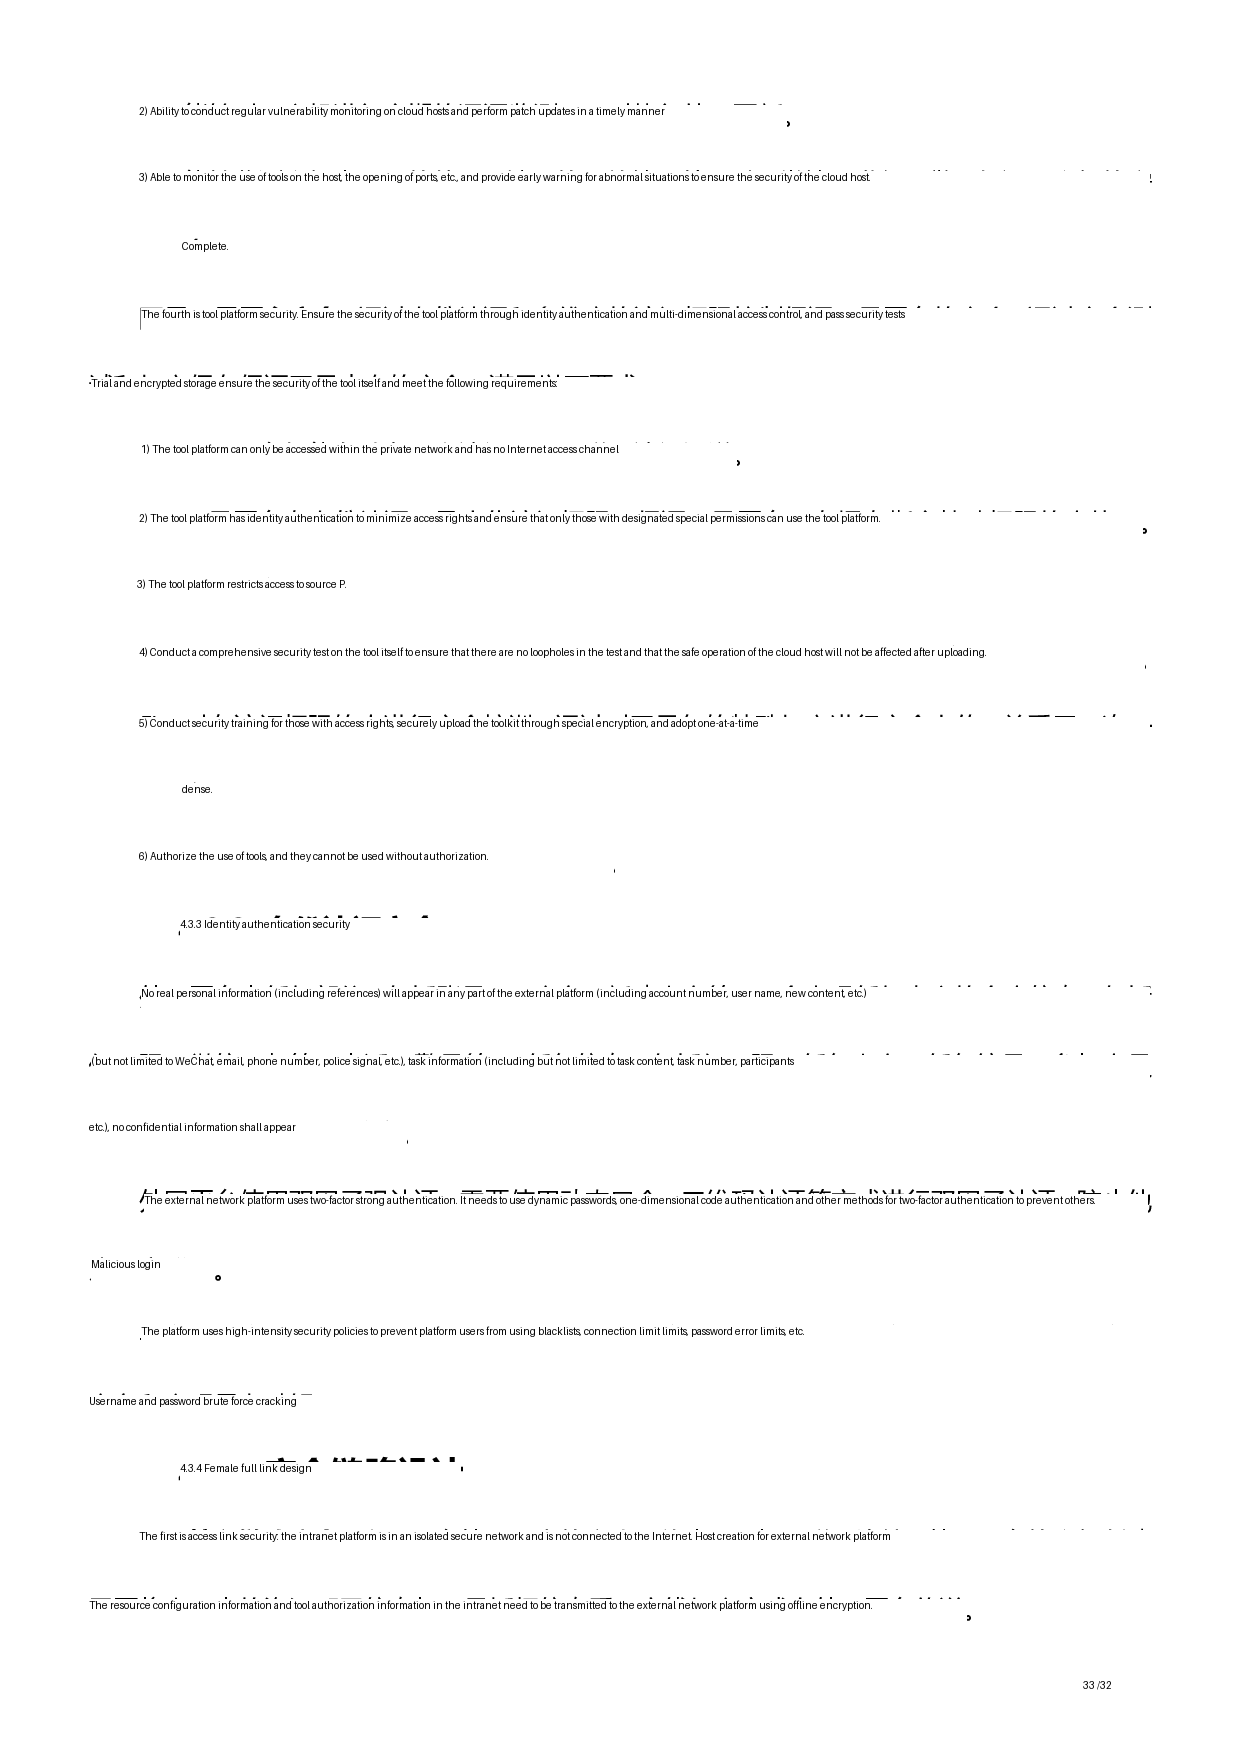 2) Ability to conduct regular vulnerability monitoring on cloud hosts and perform patch updates in a timely manner
3) Able to monitor the use of tools on the host, the opening of ports, etc., and provide early warning for abnormal situations to ensure the security of the cloud host.
Complete.
The fourth is tool platform security. Ensure the security of the tool platform through identity authentication and multi-dimensional access control, and pass security tests
Trial and encrypted storage ensure the security of the tool itself and meet the following requirements:
1) The tool platform can only be accessed within the private network and has no Internet access channel
2) The tool platform has identity authentication to minimize access rights and ensure that only those with designated special permissions can use the tool platform.
3) The tool platform restricts access to source P.
4) Conduct a comprehensive security test on the tool itself to ensure that there are no loopholes in the test and that the safe operation of the cloud host will not be affected after uploading.
5) Conduct security training for those with access rights, securely upload the toolkit through special encryption, and adopt one-at-a-time
dense.
6) Authorize the use of tools, and they cannot be used without authorization.
4.3.3 Identity authentication security
No real personal information (including references) will appear in any part of the external platform (including account number, user name, new content, etc.)
(but not limited to WeChat, email, phone number, police signal, etc.), task information (including but not limited to task content, task number, participants
etc.), no confidential information shall appear
The external network platform uses two-factor strong authentication. It needs to use dynamic passwords, one-dimensional code authentication and other methods for two-factor authentication to prevent others.
Malicious login
The platform uses high-intensity security policies to prevent platform users from using blacklists, connection limit limits, password error limits, etc.
Username and password brute force cracking
4.3.4 Female full link design
The first is access link security: the intranet platform is in an isolated secure network and is not connected to the Internet. Host creation for external network platform
The resource configuration information and tool authorization information in the intranet need to be transmitted to the external network platform using offline encryption.
33 /32